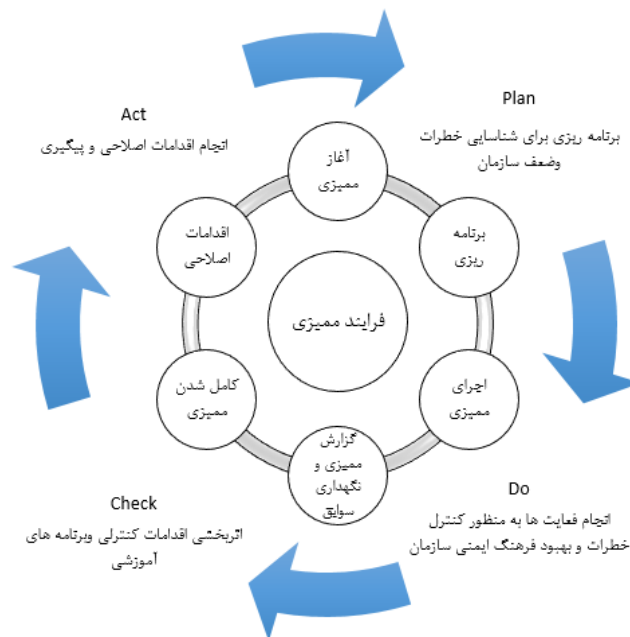 Plan
برنامه ریزی برای شناسایی خطرات
وضعف سازمان
Act
انجام اقدامات اصلاحی و پیگیری
آغاز
ممیزی
برنامه
ریزی
اجرای
ممیزی
گزارش
ممیزی و
نگهداری
سوابق
کامل شدن
ممیزی
اقدامات
اصلاحی
فرایند ممیزی
Do
انجام فعایت ها به منظور کنترل
خطرات و بهبود فرهنگ ایمنی سازمان
Check
اثربخشی اقدامات کنترلی وبرنامه های
آموزشی